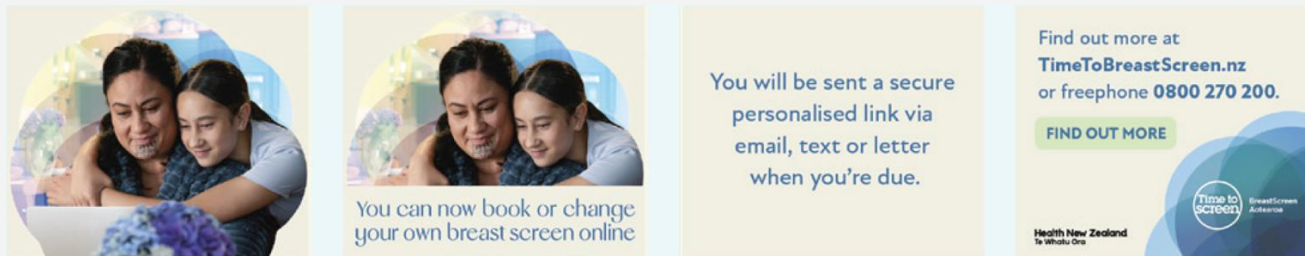 You can now book or change
your own breast screen online
You will be sent a secure
personalised link via
email, text or letter
when you're due.
Find out more at
TimeToBreastScreen.nz
or freephone 0800 270 200.
FIND OUT MORE
Time to
screen
BreastScreen
Aotearoa
Health New Zealand
Te Whatu Ora